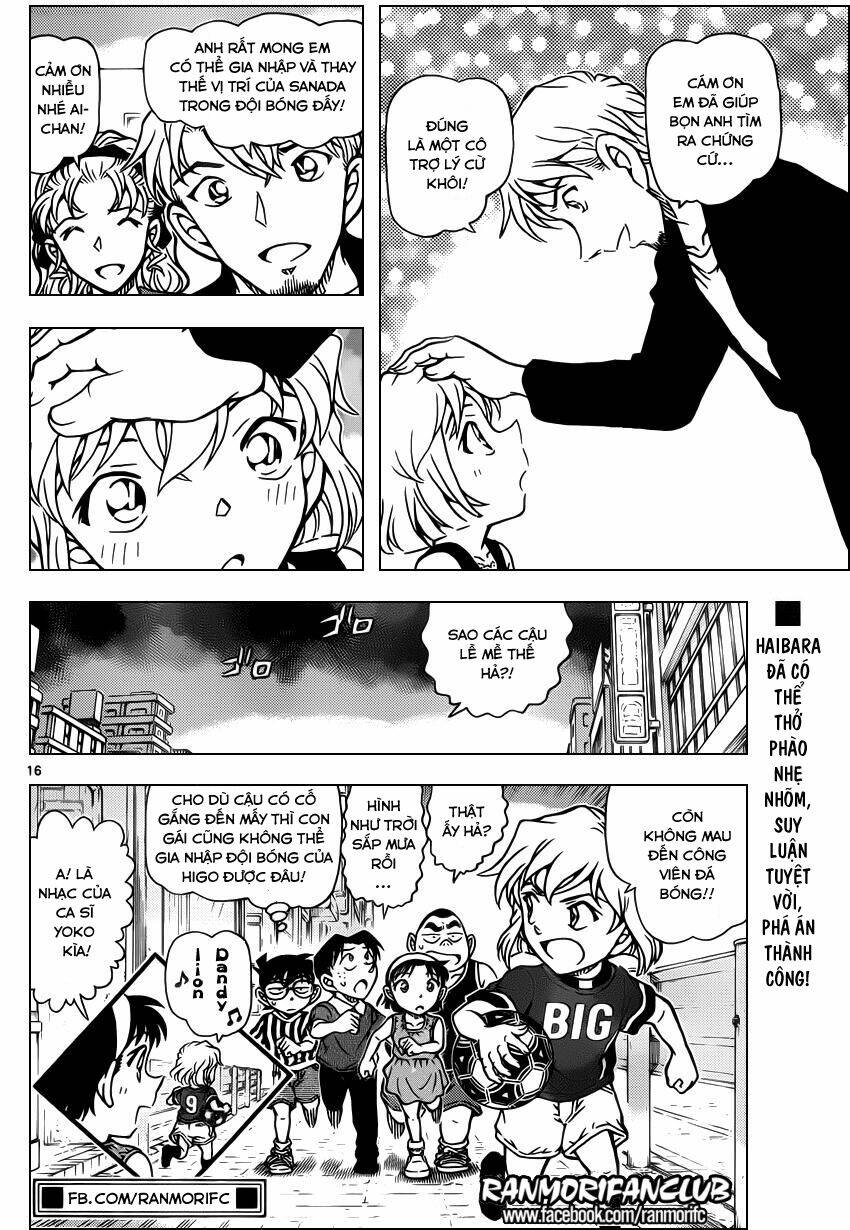 CẢM ƠN
NHIỀU
NHÉ AI-
CHAN!
ANH RẤT MONG EM
CÓ THỂ GIA NHẬP VÀ THAY
THẾ VỊ TRÍ CỦA SANADA
TRONG ĐỘI BÓNG ĐẤY!
CÁM ƠN
EM ĐÃ GIÚP
BỌN ANH TÌM
RA CHỨNG
CỨ...
ĐÚNG
LÀ MỘT CÔ
TRỢ LÝ CỪ
KHÔI!
ゴロ
ゴロ
SAO CÁC CẬU
LỀ MỀ THẾ
HẢ?!
HAIBARA
ĐÃ CÓ
THỂ
THỞ
PHÀO
NHẸ
NHÕM,
SUY
LUẬN
TUYỆT
VỜI,
PHÁ ÁN
THÀNH
CÔNG!
16
A! LÀ
NHẠC CỦA
CA SĨ
YOKO
KÌA!
CHO DÙ CẬU CÓ CỐ
GẮNG ĐẾN MẤY THÌ CON
GÁI CŨNG KHÔNG THỂ
GIA NHẬP ĐỘI BÓNG CỦA
HIGO ĐƯỢC ĐÂU!
HÌNH
NHƯ TRỜI
SẮP MƯA
RỒI
...
THẬT
ẤY HẢ?
CÒN
KHÔNG MAU
ĐẾN CÔNG
VIÊN ĐÁ
BÓNG!!
♪ Dandy
lion ♪
BIG
9
FB.COM/RANMORIFC
RANMORIFANCLUB
www.facebook.com/ranmorifc